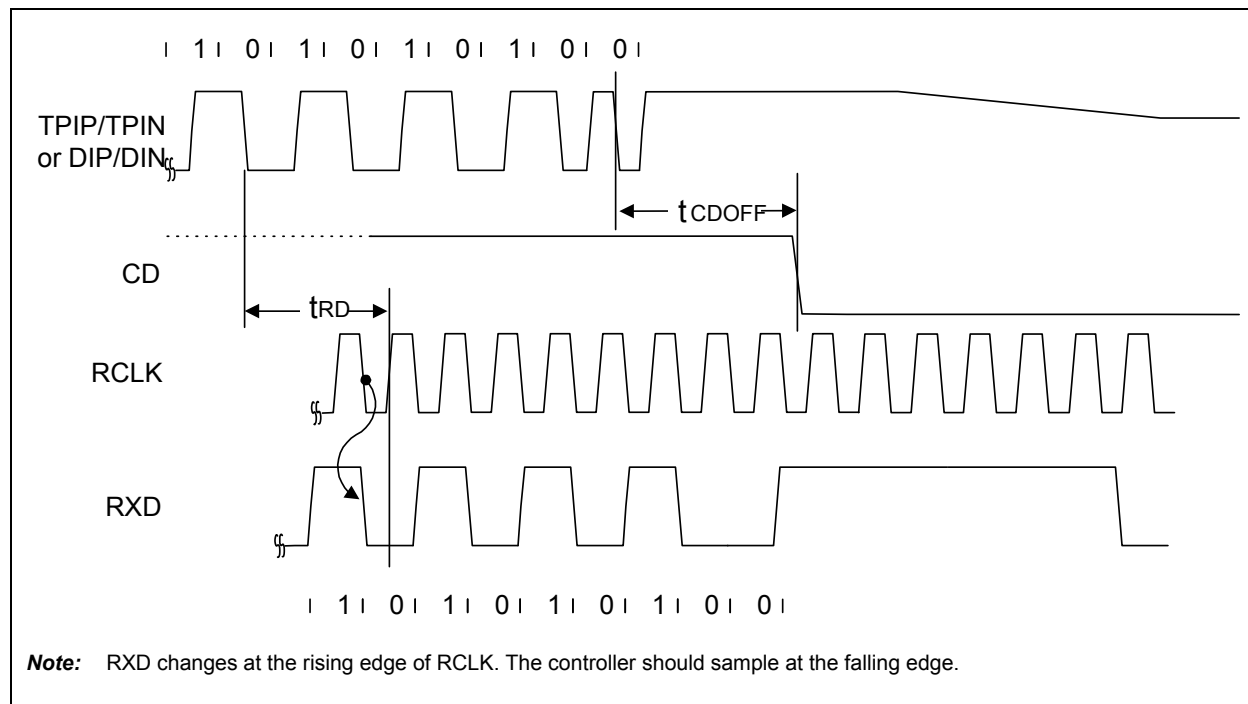 1 0 1 0 1 0 1 0 0
TPIP/TPIN
or DIP/DIN
tCDOFF
CD
tRD
RCLK
RXD
1 0 1 0 1 0 1 0 0
Note: RXD changes at the rising edge of RCLK. The controller should sample at the falling edge.